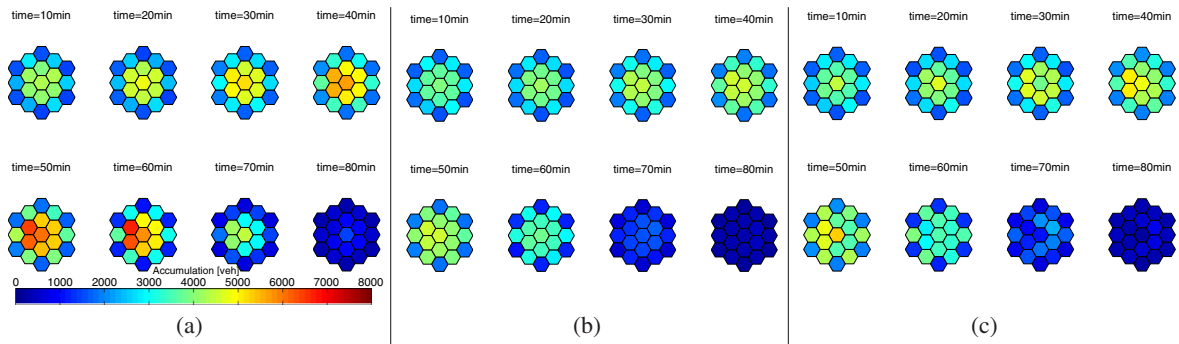 time=10min time=20min time=30min time=40min
time=50min time=60min time=70min time=80min
Accumulation [veh]
0 1000 2000 3000 4000 5000 6000 7000 8000
(a)
time=10min time=20min time=30min time=40min
time=50min time=60min time=70min time=80min
(b)
time=10min time=20min time=30min time=40min
time=50min time=60min time=70min time=80min
(c)